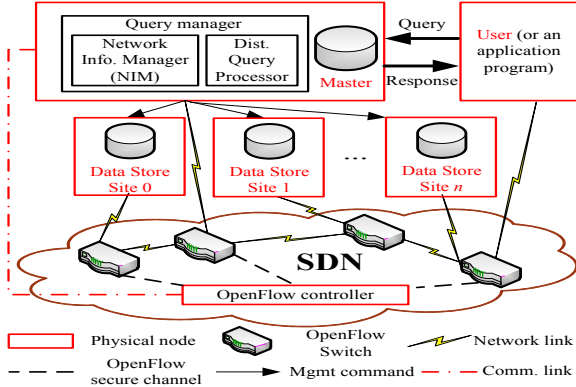 Query manager
Network
Info. Manager
(NIM)
Dist.
Query
Processor
Master
Query
Response
User (or an
application
program)
Data Store
Site 0
Data Store
Site 1
...
Data Store
Site n
SDN
OpenFlow controller
Physical node
OpenFlow
Switch
Network link
OpenFlow
secure channel
Mgmt command
Comm. link